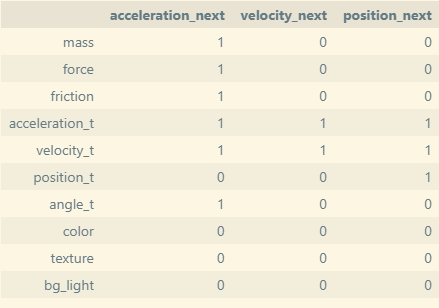 acceleration_next velocity_next position_next
mass 1 0 0
force 1 0 0
friction 1 0 0
acceleration_t 1 1 1
velocity_t 1 1 1
position_t 0 0 1
angle_t 1 0 0
color 0 0 0
texture 0 0 0
bg_light 0 0 0